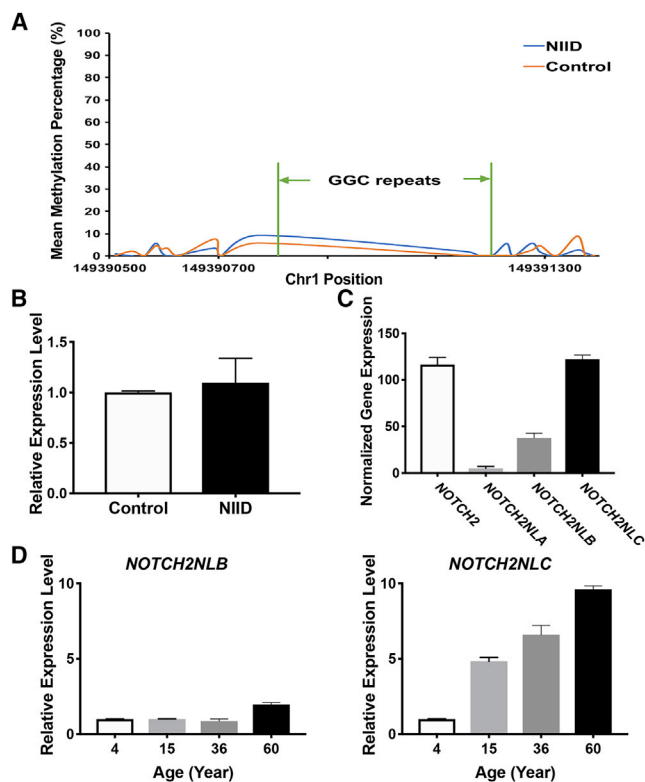 A
Mean Methylation Percentage (%)
100
90
80
70
60
50
40
30
20
10
0
NIID
Control
GGC repeats
149390500
149390700
149391300
Chr1 Position
B
Relative Expression Level
1.5
1.0
0.5
0.0
Control
NIID
C
Normalized Gene Expression
150
100
50
0
NOTCH2
NOTCH2NLA
NOTCH2NLB
NOTCH2NLC
D
NOTCH2NLB
Relative Expression Level
10
5
0
4 15 36 60
Age (Year)
NOTCH2NLC
Relative Expression Level
10
5
0
4 15 36 60
Age (Year)